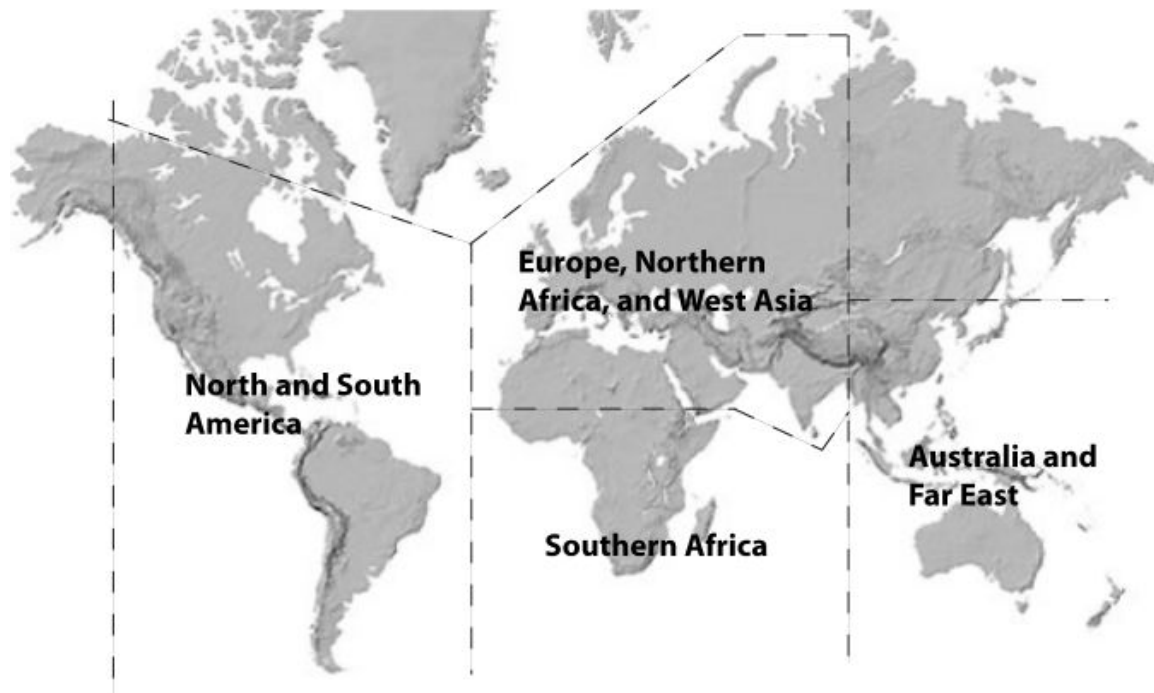 Europe, Northern
Africa, and West Asia
North and South
America
Australia and
Far East
Southern Africa